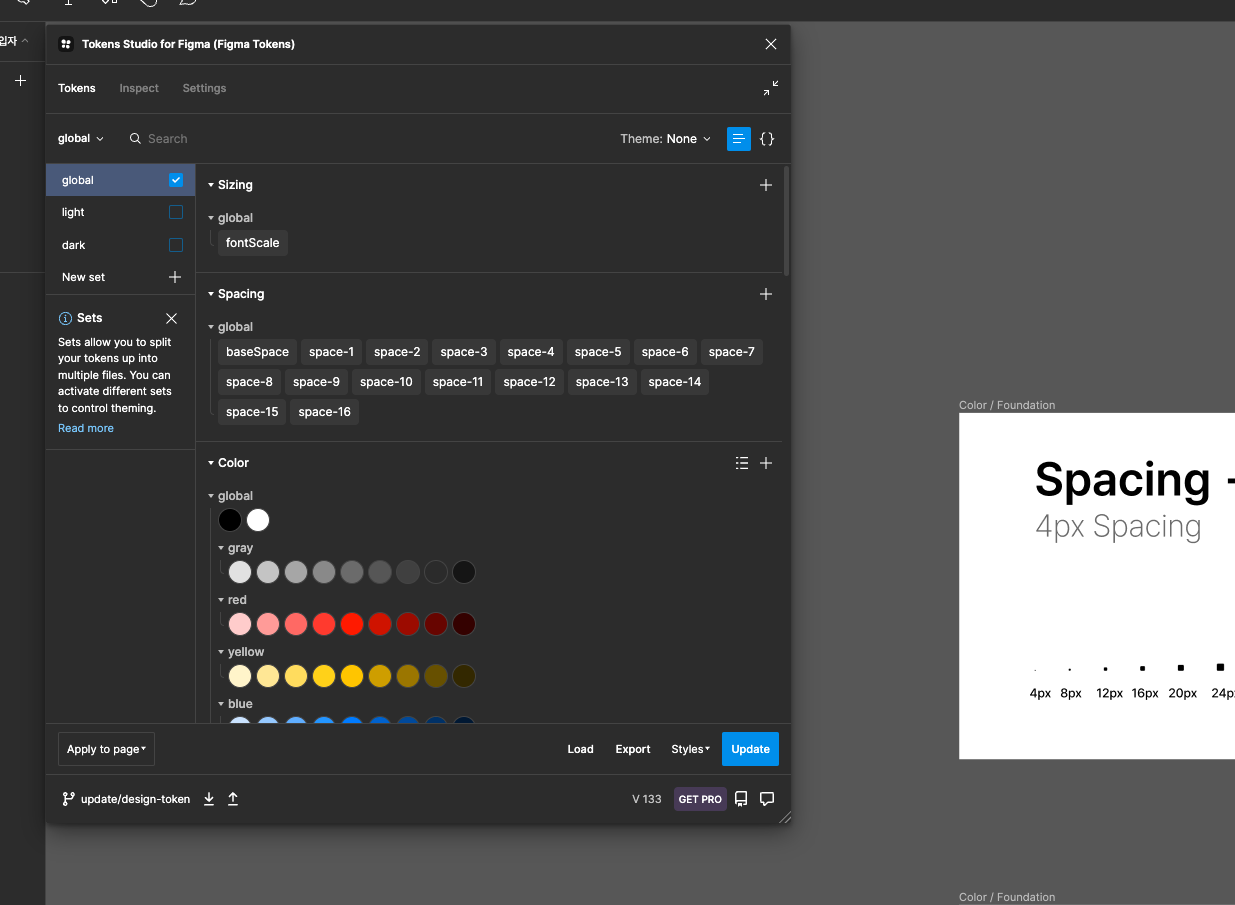 입자
Tokens Studio for Figma (Figma Tokens)
Tokens Inspect Settings
global Search Theme: None {}
global
light
dark
New set
Sets
Sets allow you to split
your tokens up into
multiple files. You can
activate different sets
to control theming.
Read more
Sizing
global
fontScale
Spacing
global
baseSpace space-1 space-2 space-3 space-4 space-5 space-6 space-7
space-8 space-9 space-10 space-11 space-12 space-13 space-14
space-15 space-16
Color
global
gray
red
yellow
blue
Apply to page Load Export Styles Update
update/design-token V 133 GET PRO
Color / Foundation
Spacing -
4px Spacing
4px 8px 12px 16px 20px 24px
Color / Foundation